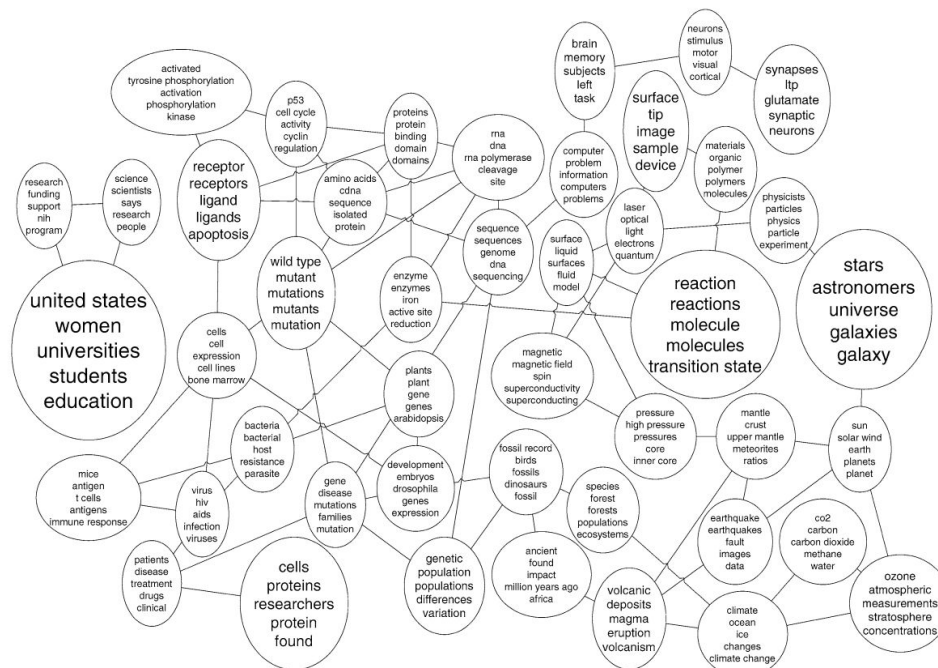 activated
tyrosine phosphorylation
activation
phosphorylation
kinase
p53
cell cycle
activity
cyclin
regulation
proteins
protein
binding
domain
domains
rna
dna
rna polymerase
cleavage
site
brain
memory
subjects
left
task
neurons
stimulus
motor
visual
cortical
synapses
ltp
glutamate
synaptic
neurons
surface
tip
image
sample
device
materials
organic
polymer
polymers
molecules
computer
problem
information
computers
problems
research
funding
support
nih
program
science
scientists
says
research
people
receptor
receptors
ligand
ligands
apoptosis
amino acids
cdna
sequence
isolated
protein
sequence
sequences
genome
dna
sequencing
surface
liquid
surfaces
fluid
model
laser
optical
light
electrons
quantum
physicists
particles
physics
particle
experiment
united states
women
universities
students
education
wild type
mutant
mutations
mutants
mutation
enzyme
enzymes
iron
active site
reduction
reaction
reactions
molecule
molecules
transition state
stars
astronomers
universe
galaxies
galaxy
cells
cell
expression
cell lines
bone marrow
plants
plant
gene
genes
arabidopsis
magnetic
magnetic field
spin
superconductivity
superconducting
bacteria
bacterial
host
resistance
parasite
pressure
high pressure
pressures
core
inner core
mantle
crust
upper mantle
meteorites
ratios
sun
solar wind
earth
planets
planet
mice
antigen
t cells
antigens
immune response
virus
hiv
aids
infection
viruses
gene
disease
mutations
families
mutation
development
embryos
drosophila
genes
expression
fossil record
birds
fossils
dinosaurs
fossil
species
forest
forests
populations
ecosystems
earthquake
earthquakes
fault
images
data
co2
carbon
carbon dioxide
methane
water
patients
disease
treatment
drugs
clinical
cells
proteins
researchers
protein
found
genetic
population
populations
differences
variation
ancient
found
impact
million years ago
africa
volcanic
deposits
magma
eruption
volcanism
climate
ocean
ice
changes
climate change
ozone
atmospheric
measurements
stratosphere
concentrations